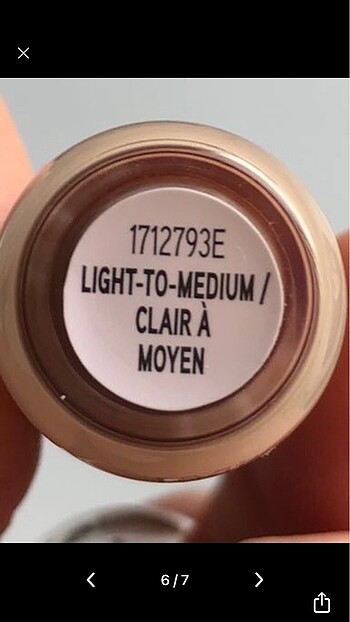 1712793E
LIGHT-TO-MEDIUM /
CLAIR À
MOYEN
6/7